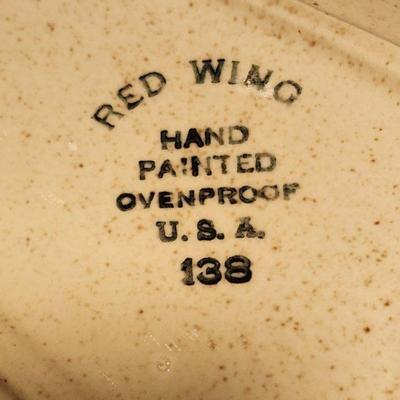 RED WING
HAND
PAINTED
OVENPROOF
U. S. A.
138